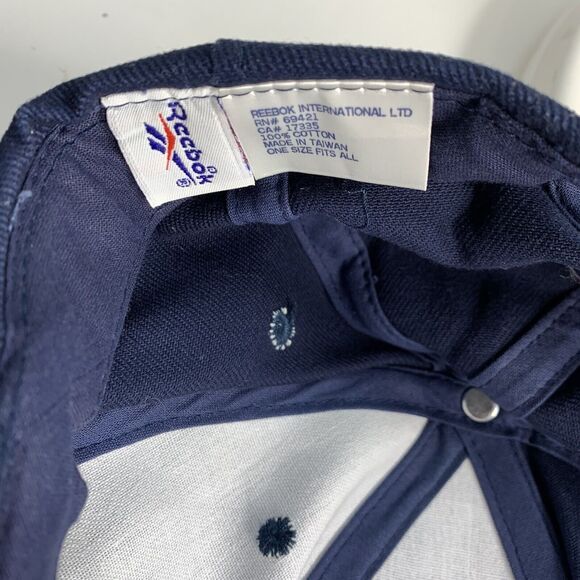 Reebok®
REEBOK INTERNATIONAL LTD
RN# 69421
CA# 17335
100% COTTON
MADE IN TAIWAN
ONE SIZE FITS ALL